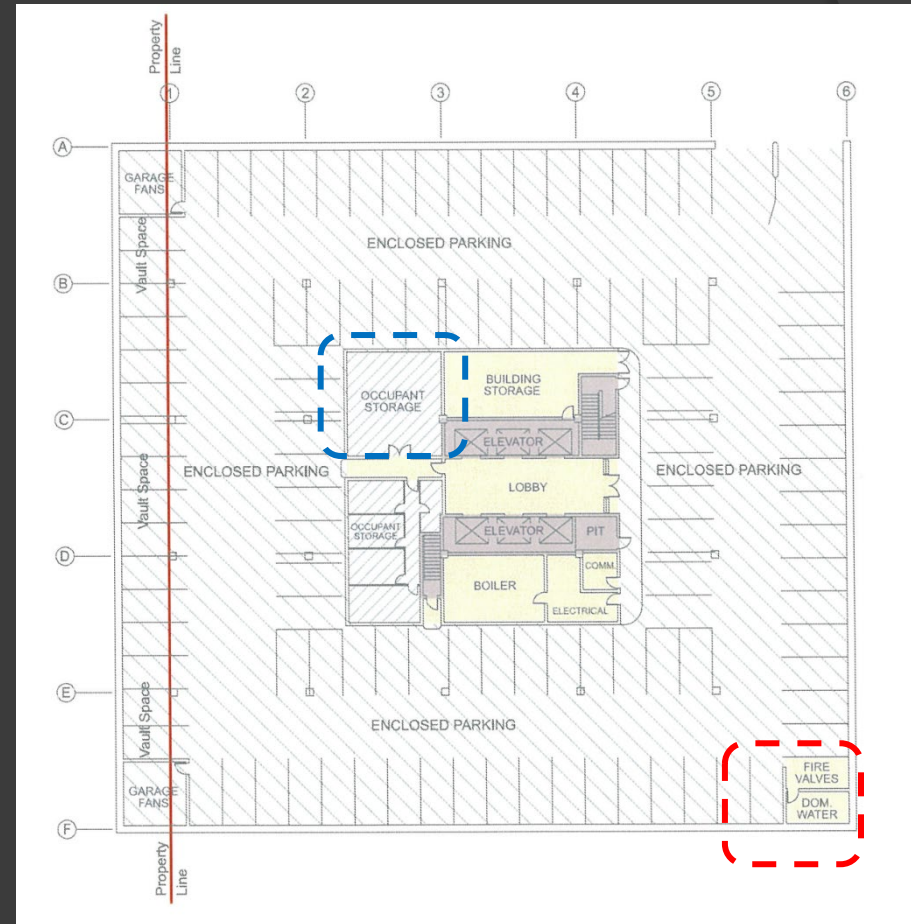 Property
Line
1
2
3
4
5
6
A
GARAGE
FANS
Vault Space
ENCLOSED PARKING
B
OCCUPANT
STORAGE
BUILDING
STORAGE
C
ELEVATOR
ENCLOSED PARKING
LOBBY
ENCLOSED PARKING
Vault Space
OCCUPANT
STORAGE
ELEVATOR
PIT
D
COMM.
BOILER
ELECTRICAL
E
Vault Space
ENCLOSED PARKING
FIRE
VALVES
GARAGE
FANS
DOM.
WATER
F
Property
Line